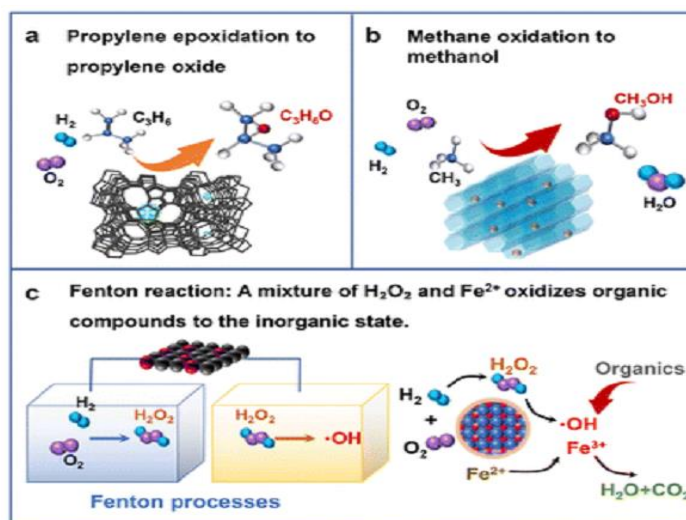 a Propylene epoxidation to
propylene oxide
H₂
C₃H₆
C₃H₆O
O₂
b Methane oxidation to
methanol
O₂
CH₃OH
H₂
CH₃
H₂O
c Fenton reaction: A mixture of H₂O₂ and Fe²⁺ oxidizes organic
compounds to the inorganic state.
H₂
H₂O₂
O₂
H₂O₂
·OH
Fenton processes
H₂O₂
Organics
H₂
+
O₂
·OH
Fe³⁺
Fe²⁺
H₂O+CO₂